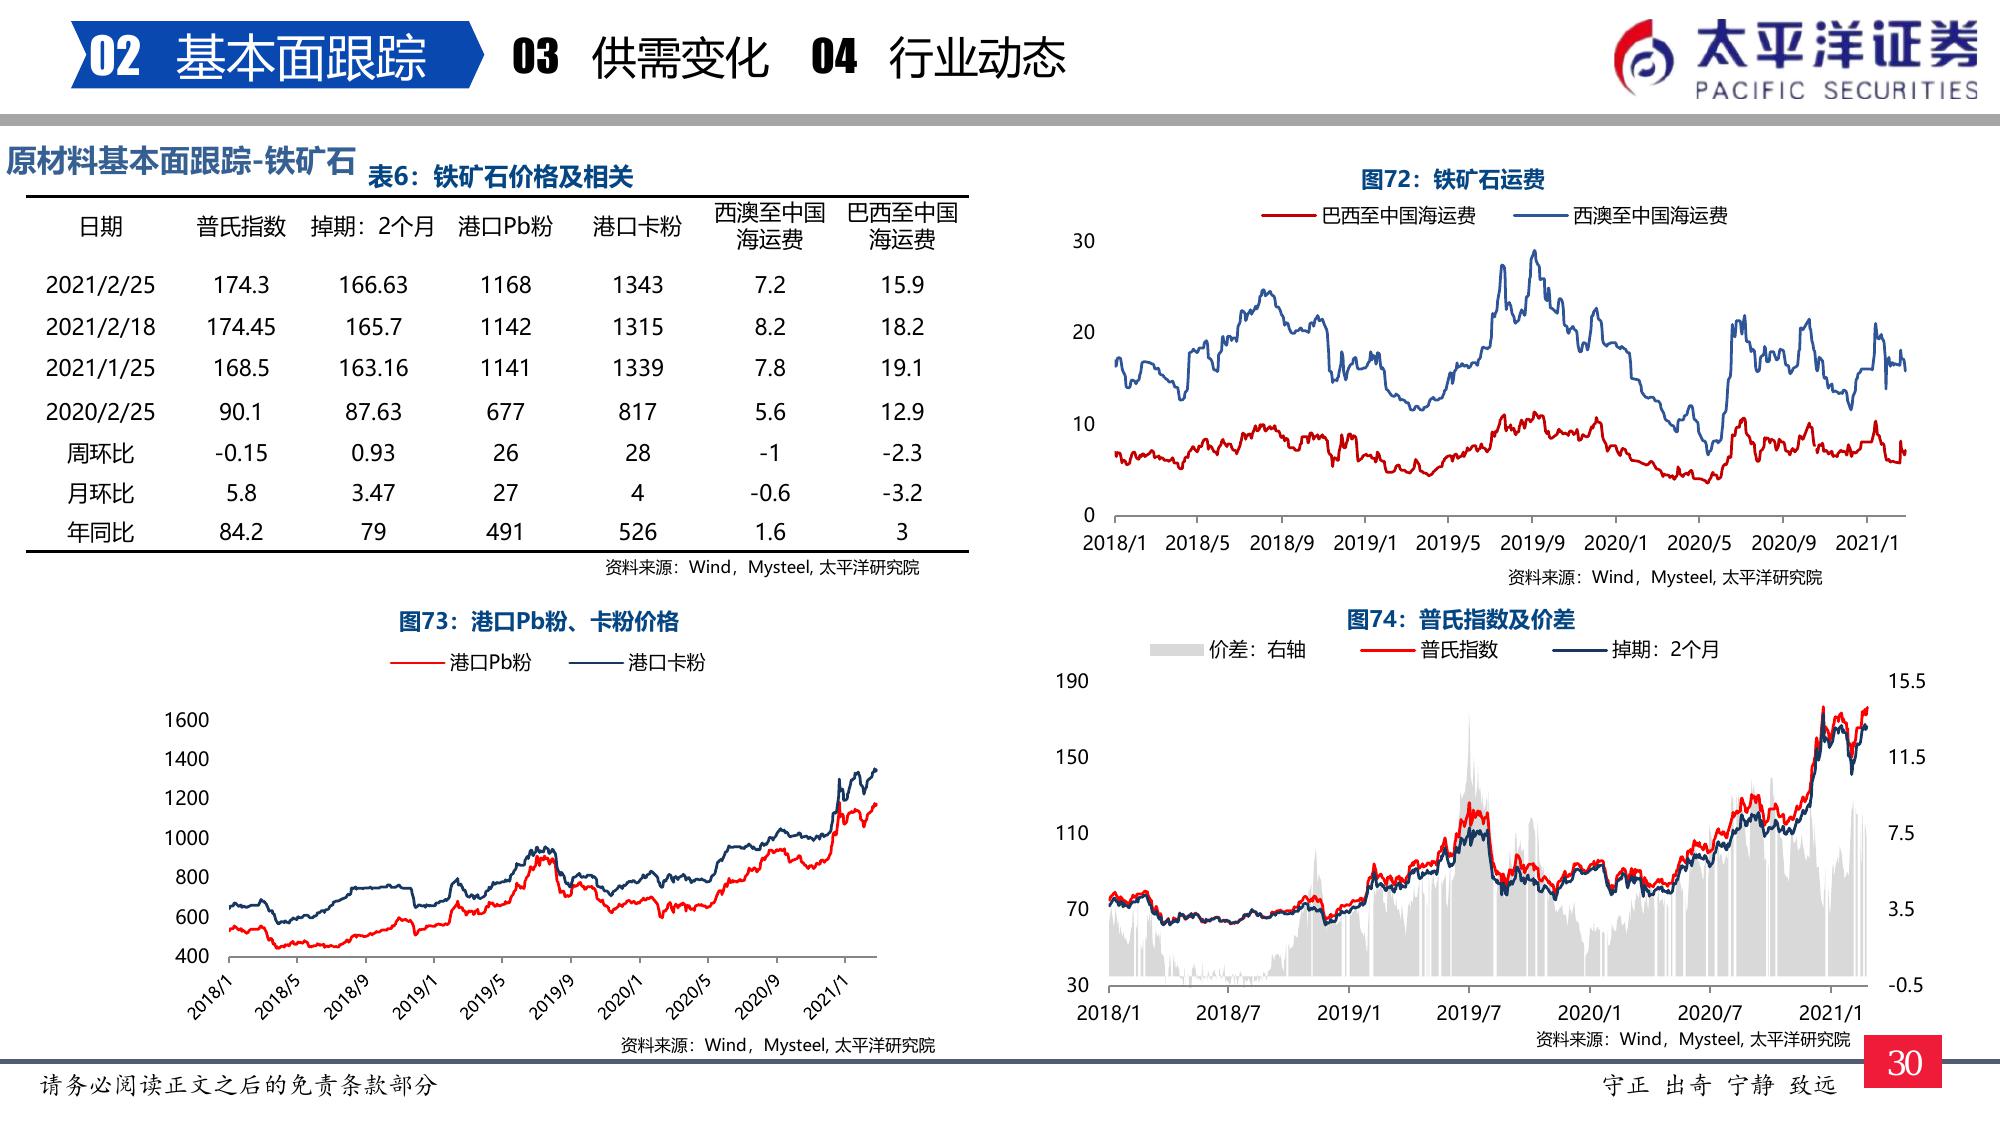 02 基本面跟踪 03 供需变化 04 行业动态
太平洋证券
PACIFIC SECURITIES
原材料基本面跟踪-铁矿石
表6：铁矿石价格及相关
日期 普氏指数 掉期：2个月 港口Pb粉 港口卡粉 西澳至中国海运费 巴西至中国海运费
2021/2/25 174.3 166.63 1168 1343 7.2 15.9
2021/2/18 174.45 165.7 1142 1315 8.2 18.2
2021/1/25 168.5 163.16 1141 1339 7.8 19.1
2020/2/25 90.1 87.63 677 817 5.6 12.9
周环比 -0.15 0.93 26 28 -1 -2.3
月环比 5.8 3.47 27 4 -0.6 -3.2
年同比 84.2 79 491 526 1.6 3
资料来源：Wind，Mysteel, 太平洋研究院
图72：铁矿石运费
巴西至中国海运费 西澳至中国海运费
30
20
10
0
2018/1 2018/5 2018/9 2019/1 2019/5 2019/9 2020/1 2020/5 2020/9 2021/1
资料来源：Wind，Mysteel, 太平洋研究院
图73：港口Pb粉、卡粉价格
港口Pb粉 港口卡粉
1600
1400
1200
1000
800
600
400
2018/1 2018/5 2018/9 2019/1 2019/5 2019/9 2020/1 2020/5 2020/9 2021/1
资料来源：Wind，Mysteel, 太平洋研究院
图74：普氏指数及价差
价差：右轴 普氏指数 掉期：2个月
190 15.5
150 11.5
110 7.5
70 3.5
30 -0.5
2018/1 2018/7 2019/1 2019/7 2020/1 2020/7 2021/1
资料来源：Wind，Mysteel, 太平洋研究院
30
请务必阅读正文之后的免责条款部分
守正 出奇 宁静 致远